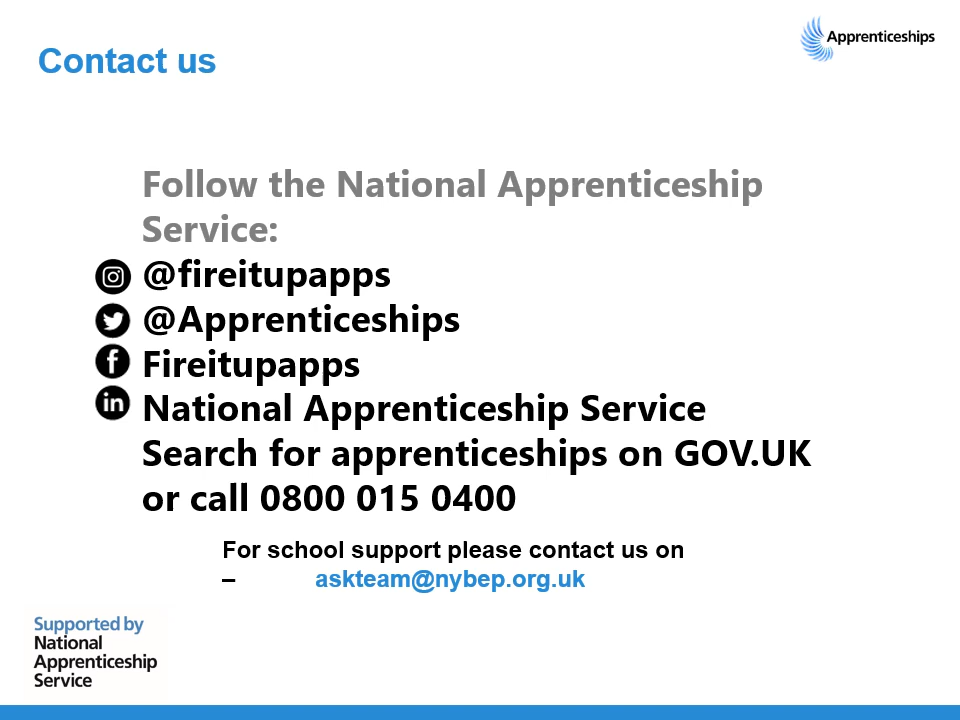 Contact us
Apprenticeships
Follow the National Apprenticeship
Service:
@fireitupapps
@Apprenticeships
Fireitupapps
in National Apprenticeship Service
Search for apprenticeships on GOV.UK
or call 0800 015 0400
For school support please contact us on
– askteam@nybep.org.uk
Supported by
National
Apprenticeship
Service